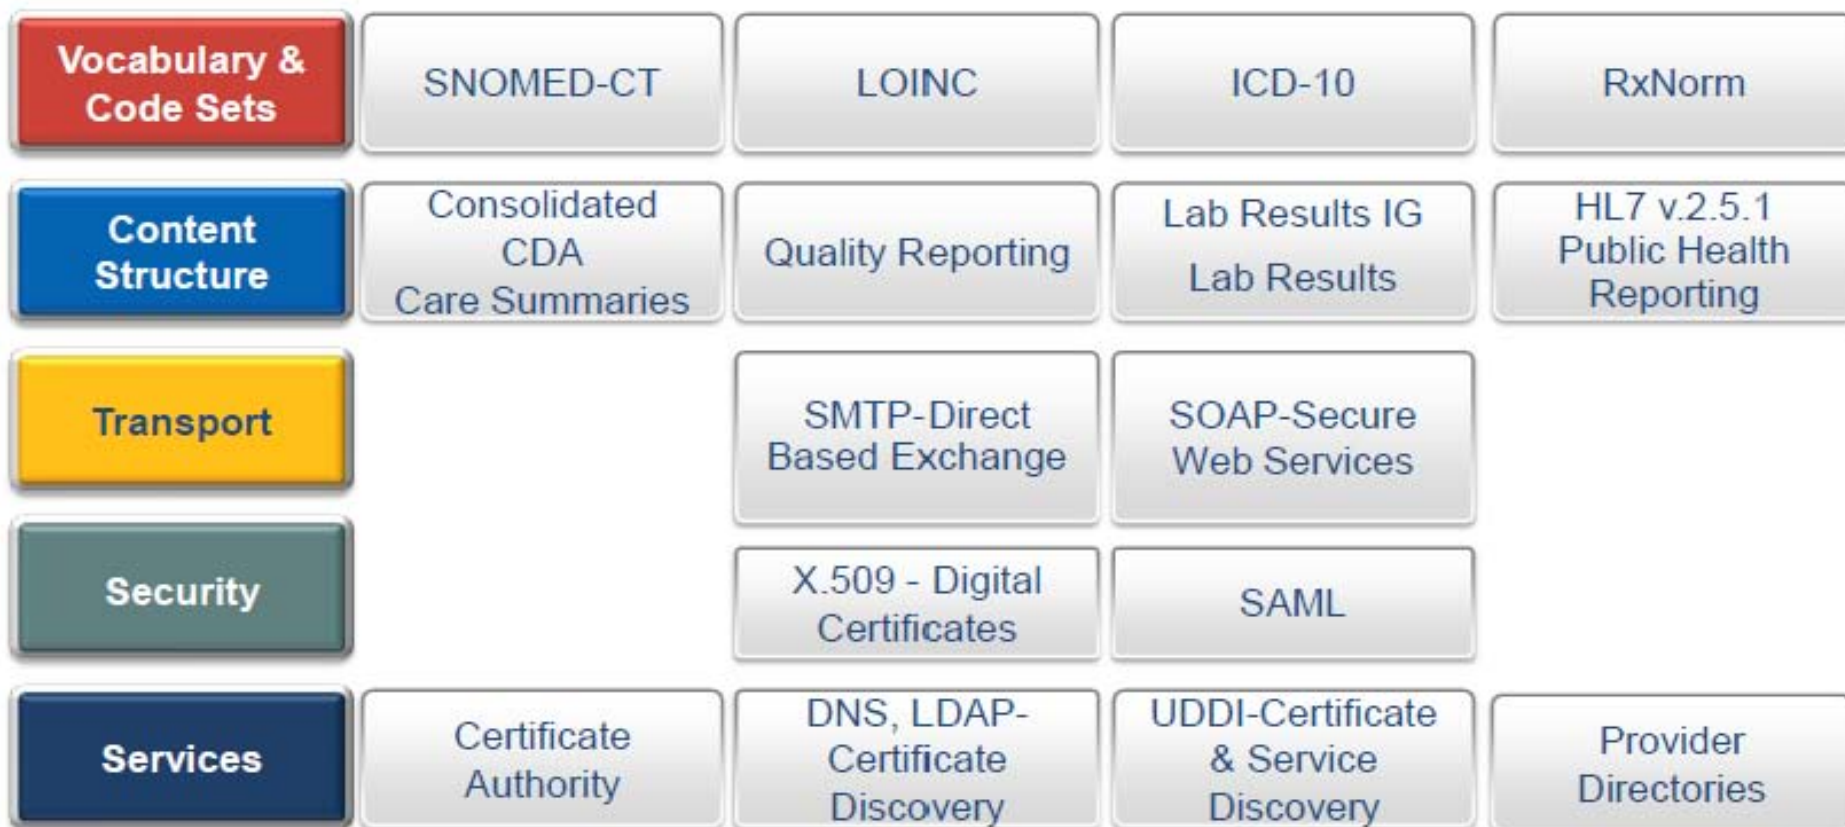 Vocabulary &
Code Sets
SNOMED-CT
LOINC
ICD-10
RxNorm
Content
Structure
Consolidated
CDA
Care Summaries
Quality Reporting
Lab Results IG
Lab Results
HL7 v.2.5.1
Public Health
Reporting
Transport
SMTP-Direct
Based Exchange
SOAP-Secure
Web Services
Security
X.509 - Digital
Certificates
SAML
Services
Certificate
Authority
DNS, LDAP-
Certificate
Discovery
UDDI-Certificate
& Service
Discovery
Provider
Directories